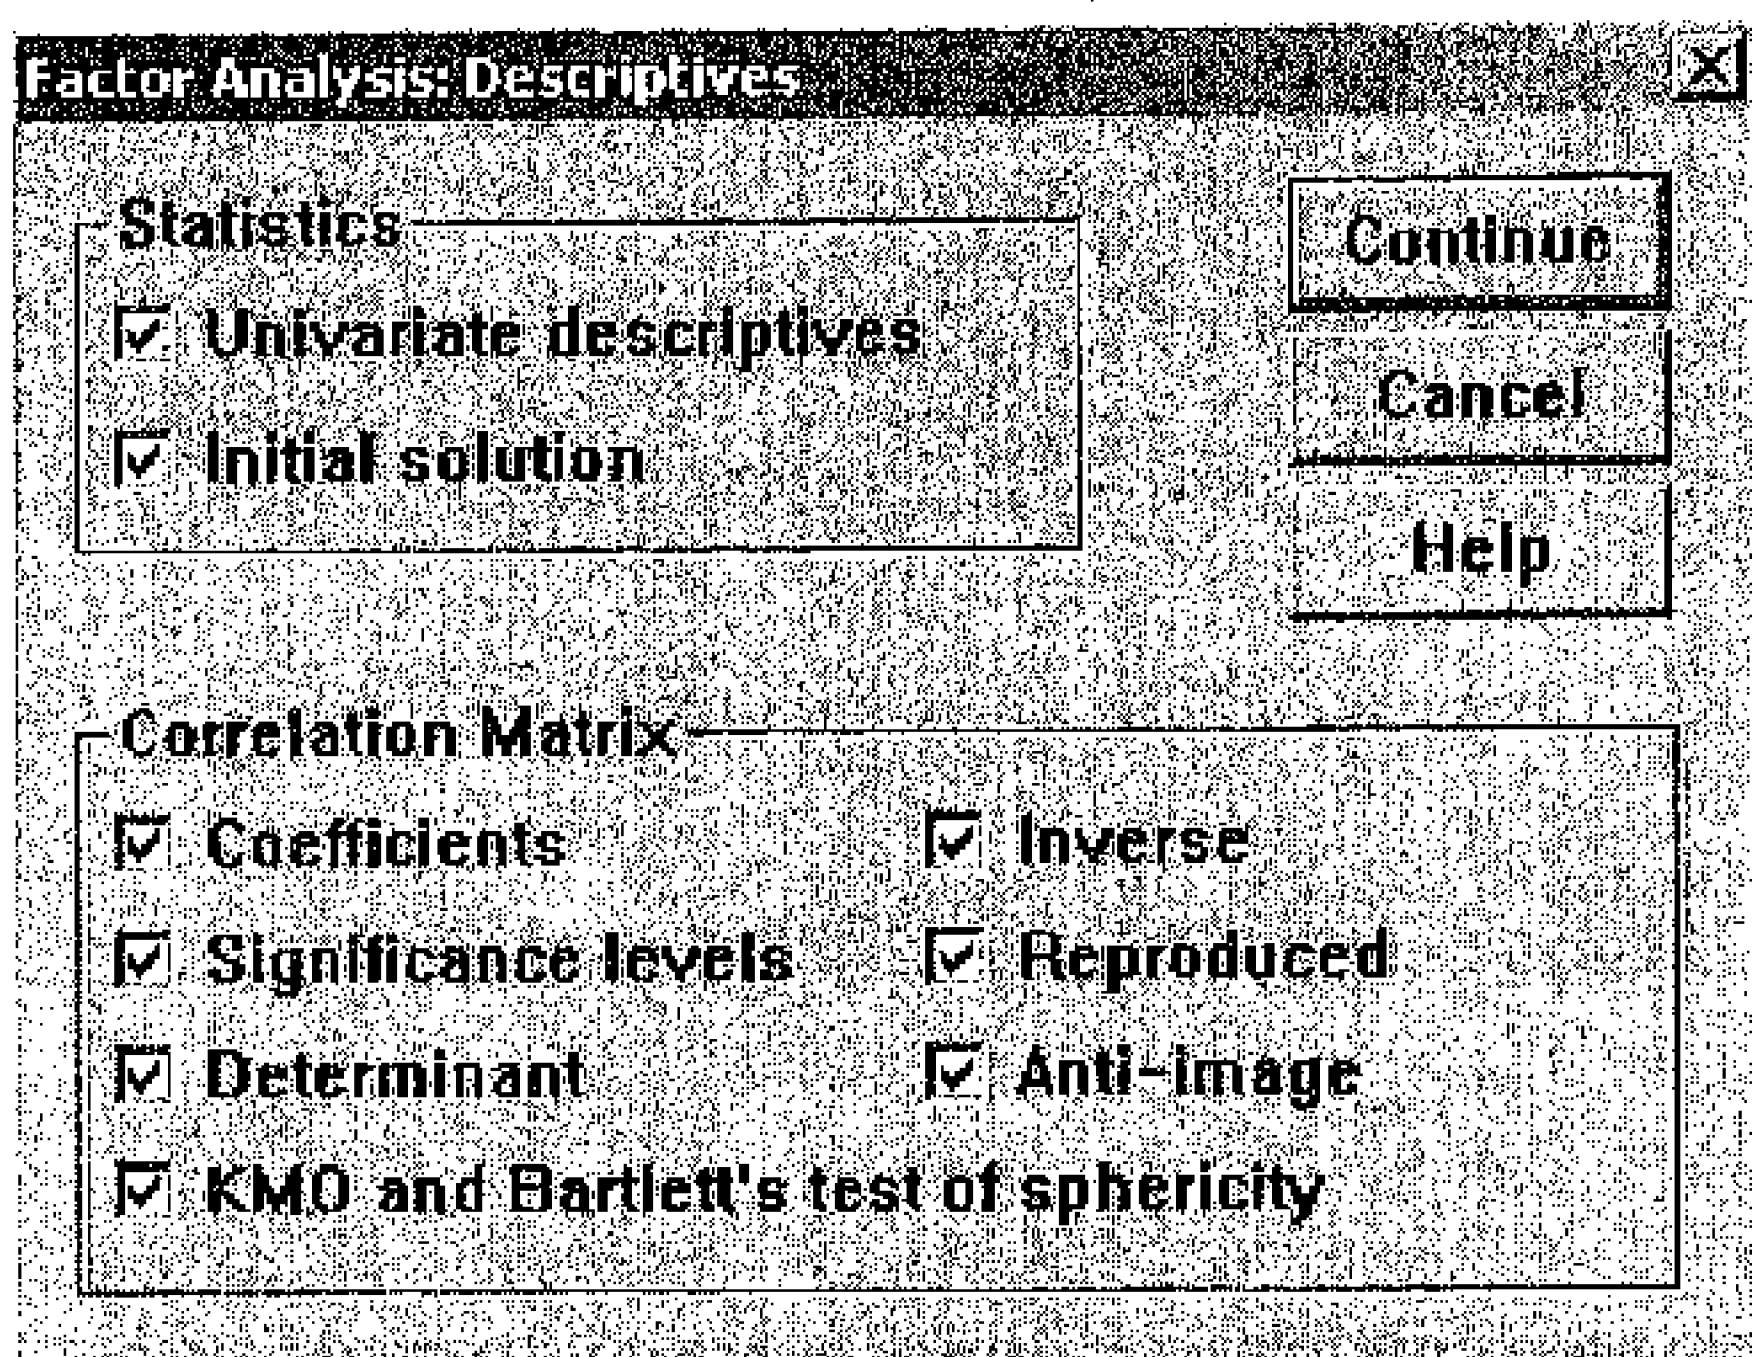 Factor Analysis: Descriptives
Statistics
Univariate descriptives
Initial solution
Continue
Cancel
Help
Correlation Matrix
Coefficients Inverse
Significance levels Reproduced
Determinant Anti-image
KMO and Bartlett's test of sphericity